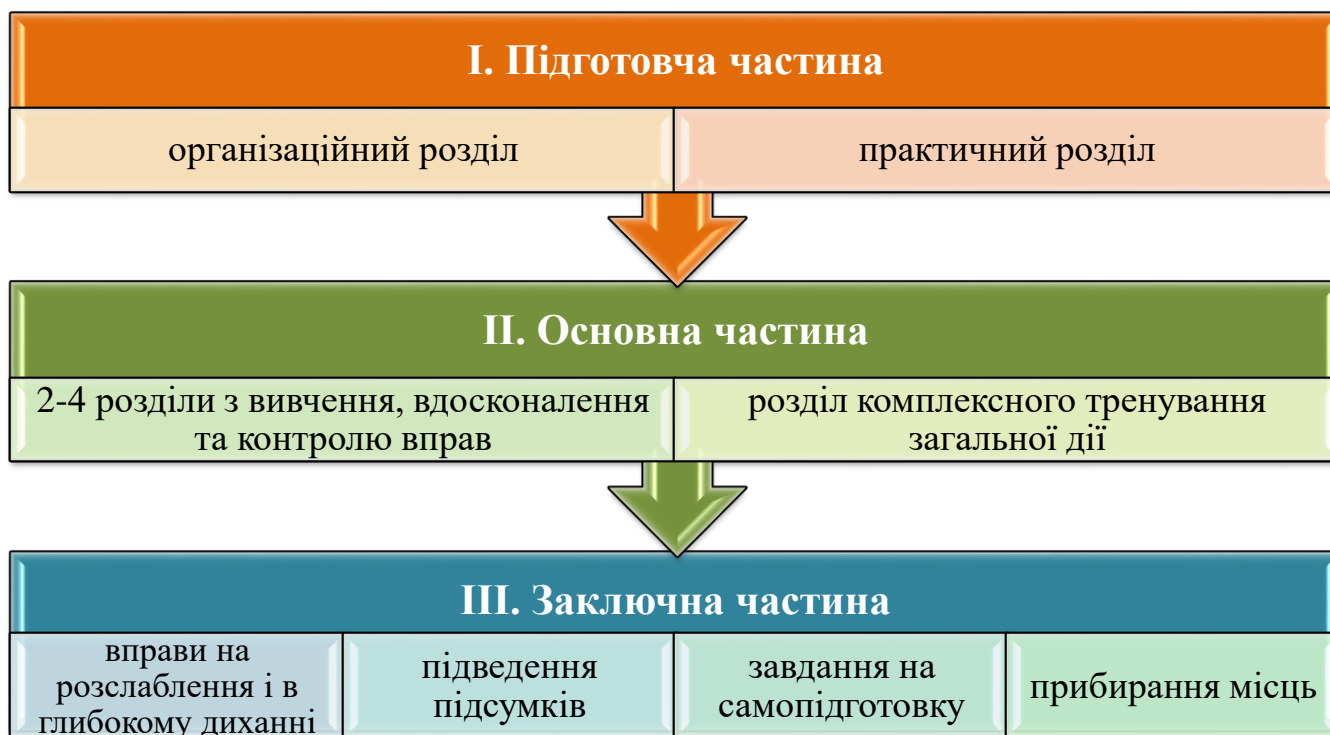 І. Підготовча частина
організаційний розділ
практичний розділ
ІІ. Основна частина
2-4 розділи з вивчення, вдосконалення
та контролю вправ
розділ комплексного тренування
загальної дії
ІІІ. Заключна частина
вправи на
розслаблення і в
глибокому диханні
підведення
підсумків
завдання на
самопідготовку
прибирання місць